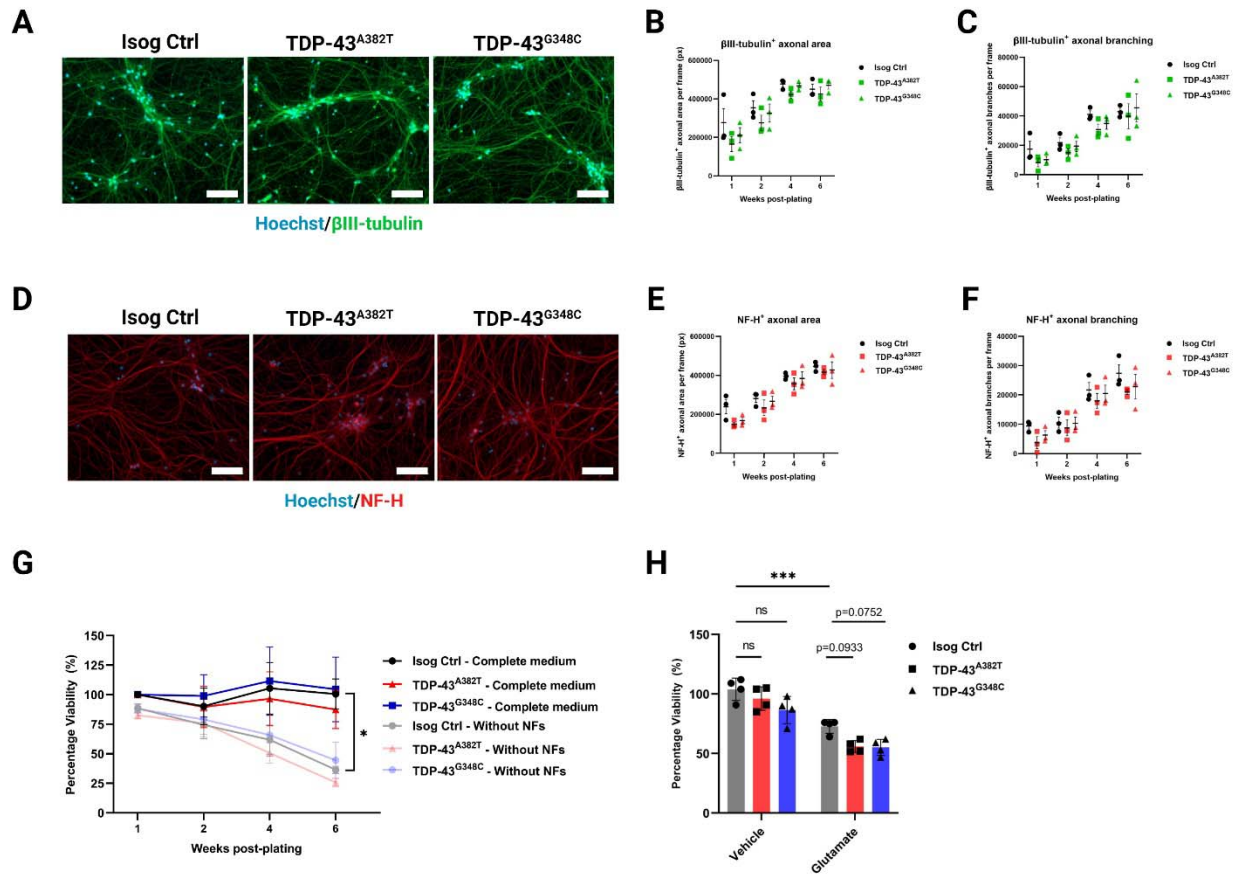 A
Isog Ctrl TDP-43A382T TDP-43G348C
Hoechst/βIII-tubulin
B
βIII-tubulin+ axonal area
βIII-tubulin+ axonal area per frame (px)
600000
400000
200000
0
1 2 4 6
Weeks post-plating
Isog Ctrl
TDP-43A382T
TDP-43G348C
C
βIII-tubulin+ axonal branching
βIII-tubulin+ axonal branches per frame
80000
60000
40000
20000
0
1 2 4 6
Weeks post-plating
Isog Ctrl
TDP-43A382T
TDP-43G348C
D
Isog Ctrl TDP-43A382T TDP-43G348C
Hoechst/NF-H
E
NF-H+ axonal area
NF-H+ axonal area per frame (px)
600000
400000
200000
0
1 2 4 6
Weeks post-plating
Isog Ctrl
TDP-43A382T
TDP-43G348C
F
NF-H+ axonal branching
NF-H+ axonal branches per frame
40000
30000
20000
10000
0
1 2 4 6
Weeks post-plating
Isog Ctrl
TDP-43A382T
TDP-43G348C
G
Percentage Viability (%)
150
125
100
75
50
25
0
1 2 4 6
Weeks post-plating
*
Isog Ctrl - Complete medium
TDP-43A382T - Complete medium
TDP-43G348C - Complete medium
Isog Ctrl - Without NFs
TDP-43A382T - Without NFs
TDP-43G348C - Without NFs
H
Percentage Viability (%)
150
100
50
0
***
ns
ns
p=0.0752
p=0.0933
Vehicle
Glutamate
Isog Ctrl
TDP-43A382T
TDP-43G348C